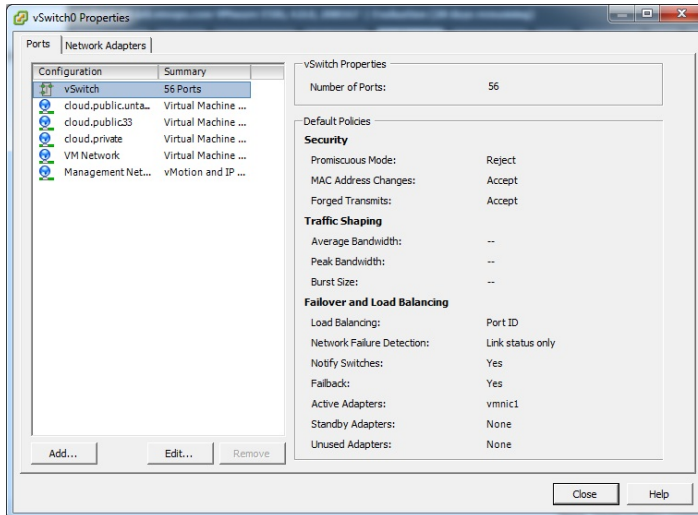 vSwitch0 Properties
Ports Network Adapters
Configuration Summary
vSwitch 56 Ports
cloud.public.unta... Virtual Machine ...
cloud.public33 Virtual Machine ...
cloud.private Virtual Machine ...
VM Network Virtual Machine ...
Management Net... vMotion and IP ...
Add... Edit... Remove
vSwitch Properties
Number of Ports: 56
Default Policies
Security
Promiscuous Mode: Reject
MAC Address Changes: Accept
Forged Transmits: Accept
Traffic Shaping
Average Bandwidth: --
Peak Bandwidth: --
Burst Size: --
Failover and Load Balancing
Load Balancing: Port ID
Network Failure Detection: Link status only
Notify Switches: Yes
Failback: Yes
Active Adapters: vmnic1
Standby Adapters: None
Unused Adapters: None
Close Help